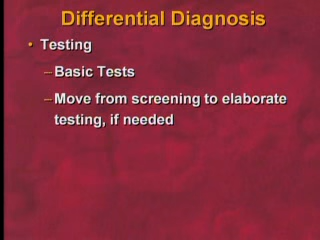 Differential Diagnosis
• Testing
– Basic Tests
– Move from screening to elaborate
testing, if needed